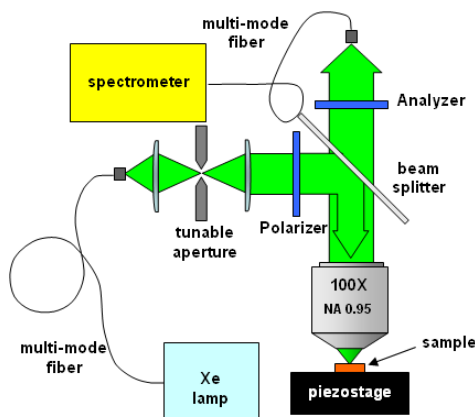 multi-mode
fiber
spectrometer
Analyzer
beam
splitter
tunable
aperture
Polarizer
100X
NA 0.95
sample
multi-mode
fiber
Xe
lamp
piezostage